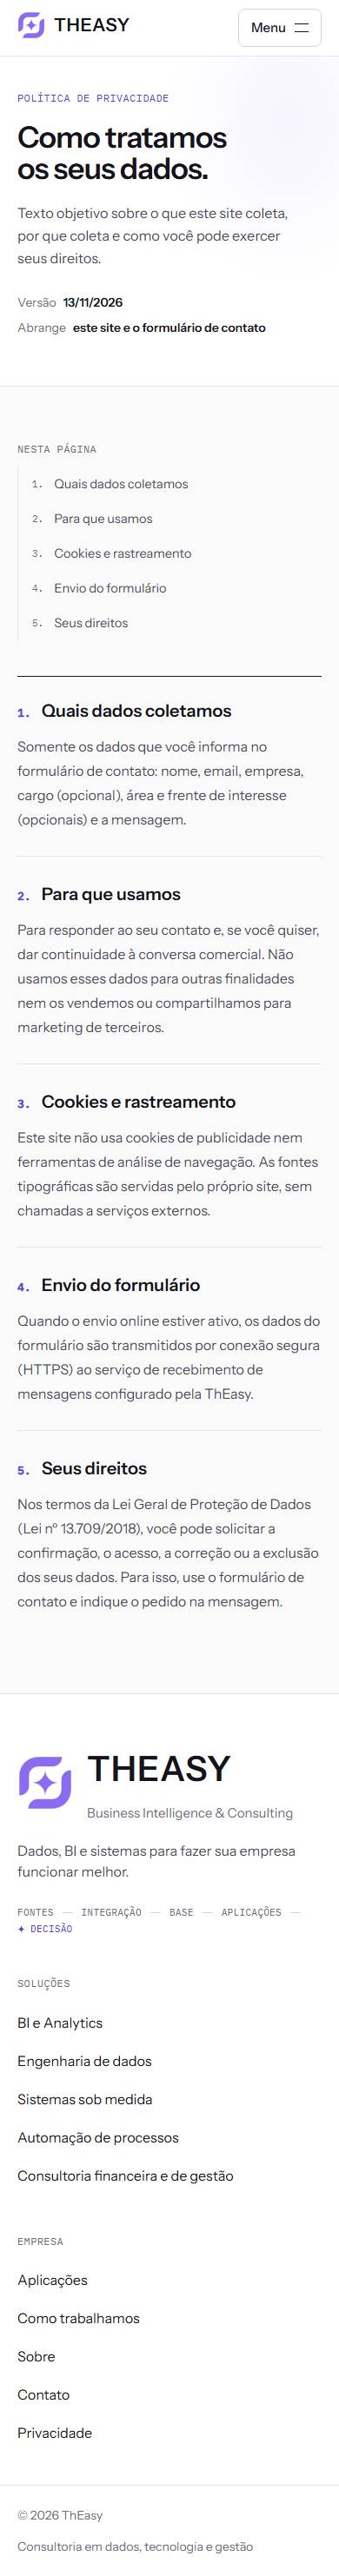 THEASY
Menu
POLÍTICA DE PRIVACIDADE
Como tratamos
os seus dados.
Texto objetivo sobre o que este site coleta,
por que coleta e como você pode exercer
seus direitos.
Versão 13/11/2026
Abrange este site e o formulário de contato
NESTA PÁGINA
1. Quais dados coletamos
2. Para que usamos
3. Cookies e rastreamento
4. Envio do formulário
5. Seus direitos
1. Quais dados coletamos
Somente os dados que você informa no
formulário de contato: nome, email, empresa,
cargo (opcional), área e frente de interesse
(opcionais) e a mensagem.
2. Para que usamos
Para responder ao seu contato e, se você quiser,
dar continuidade à conversa comercial. Não
usamos esses dados para outras finalidades
nem os vendemos ou compartilhamos para
marketing de terceiros.
3. Cookies e rastreamento
Este site não usa cookies de publicidade nem
ferramentas de análise de navegação. As fontes
tipográficas são servidas pelo próprio site, sem
chamadas a serviços externos.
4. Envio do formulário
Quando o envio online estiver ativo, os dados do
formulário são transmitidos por conexão segura
(HTTPS) ao serviço de recebimento de
mensagens configurado pela ThEasy.
5. Seus direitos
Nos termos da Lei Geral de Proteção de Dados
(Lei nº 13.709/2018), você pode solicitar a
confirmação, o acesso, a correção ou a exclusão
dos seus dados. Para isso, use o formulário de
contato e indique o pedido na mensagem.
THEASY
Business Intelligence & Consulting
Dados, BI e sistemas para fazer sua empresa
funcionar melhor.
FONTES — INTEGRAÇÃO — BASE — APLICAÇÕES —
✦ DECISÃO
SOLUÇÕES
BI e Analytics
Engenharia de dados
Sistemas sob medida
Automação de processos
Consultoria financeira e de gestão
EMPRESA
Aplicações
Como trabalhamos
Sobre
Contato
Privacidade
© 2026 ThEasy
Consultoria em dados, tecnologia e gestão